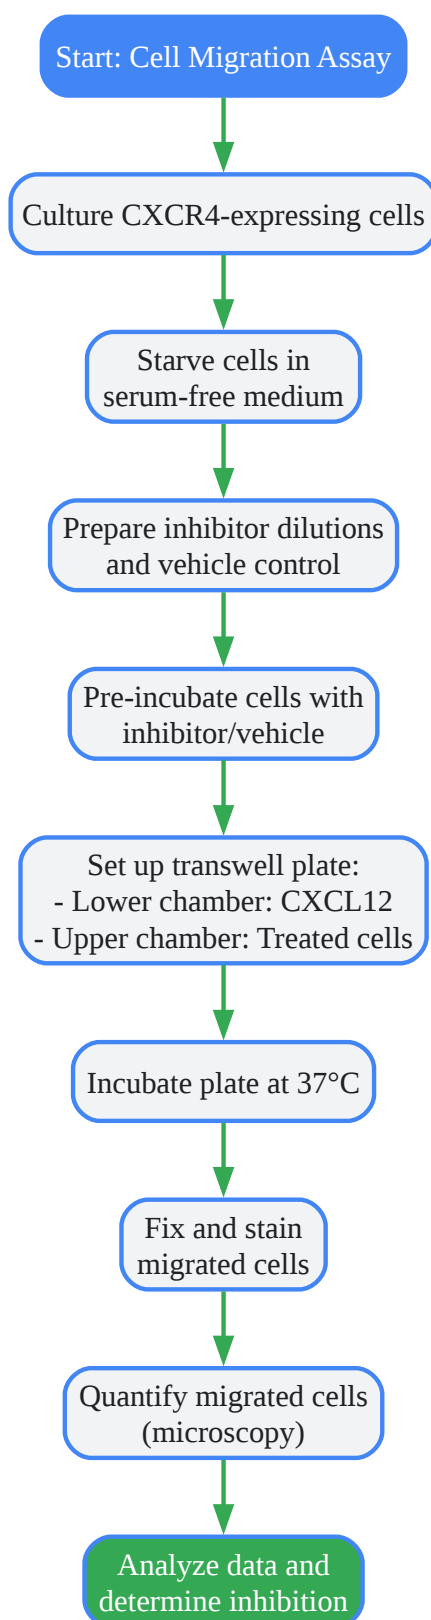 Start: Cell Migration Assay
Culture CXCR4-expressing cells
Starve cells in
serum-free medium
Prepare inhibitor dilutions
and vehicle control
Pre-incubate cells with
inhibitor/vehicle
Set up transwell plate:
- Lower chamber: CXCL12
- Upper chamber: Treated cells
Incubate plate at 37°C
Fix and stain
migrated cells
Quantify migrated cells
(microscopy)
Analyze data and
determine inhibition